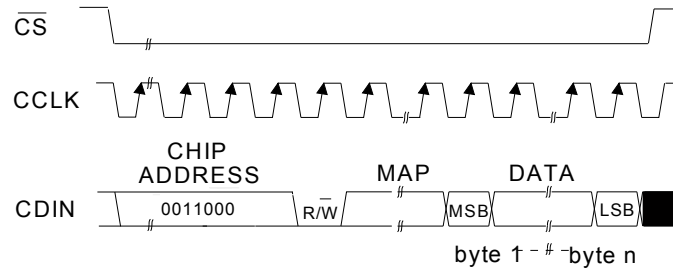 CS
CCLK
CHIP
ADDRESS
MAP
DATA
CDIN
0011000
R/W
MSB
LSB
byte 1
byte n